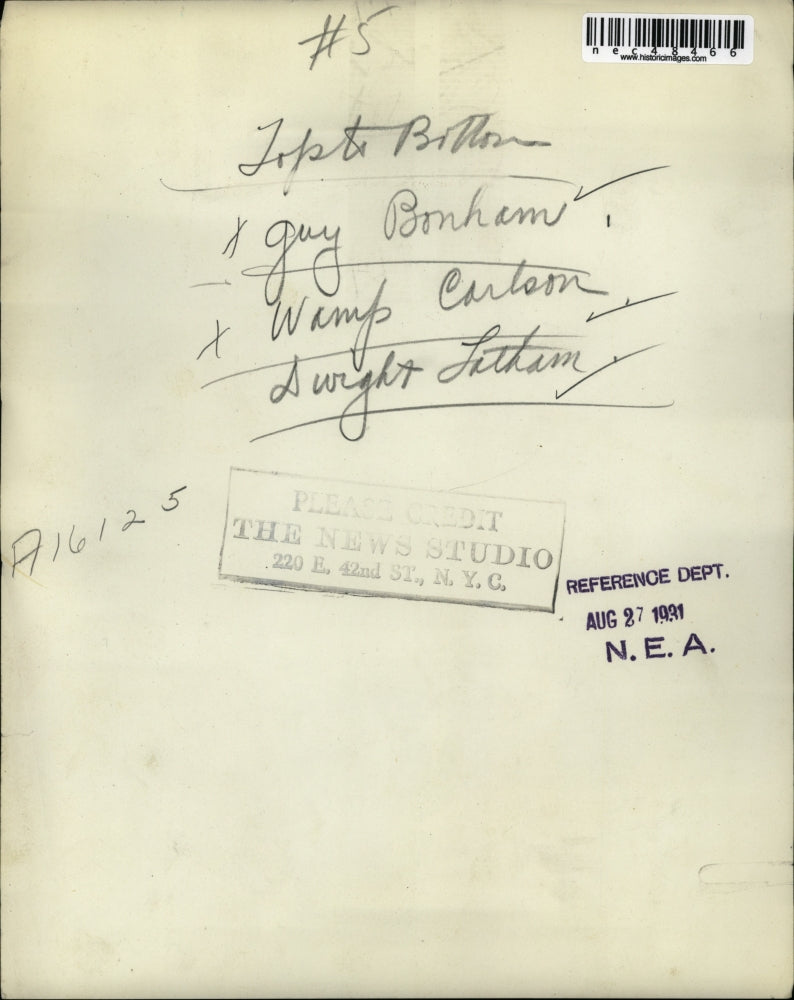 #5
nec48466
www.historicimages.com
Top to Bottom
x Guy Bonham
x Wamp Carlson
Dwight Latham
A16125
PLEASE CREDIT
THE NEWS STUDIO
220 E. 42nd ST., N. Y. C.
REFERENCE DEPT.
AUG 27 1931
N. E. A.